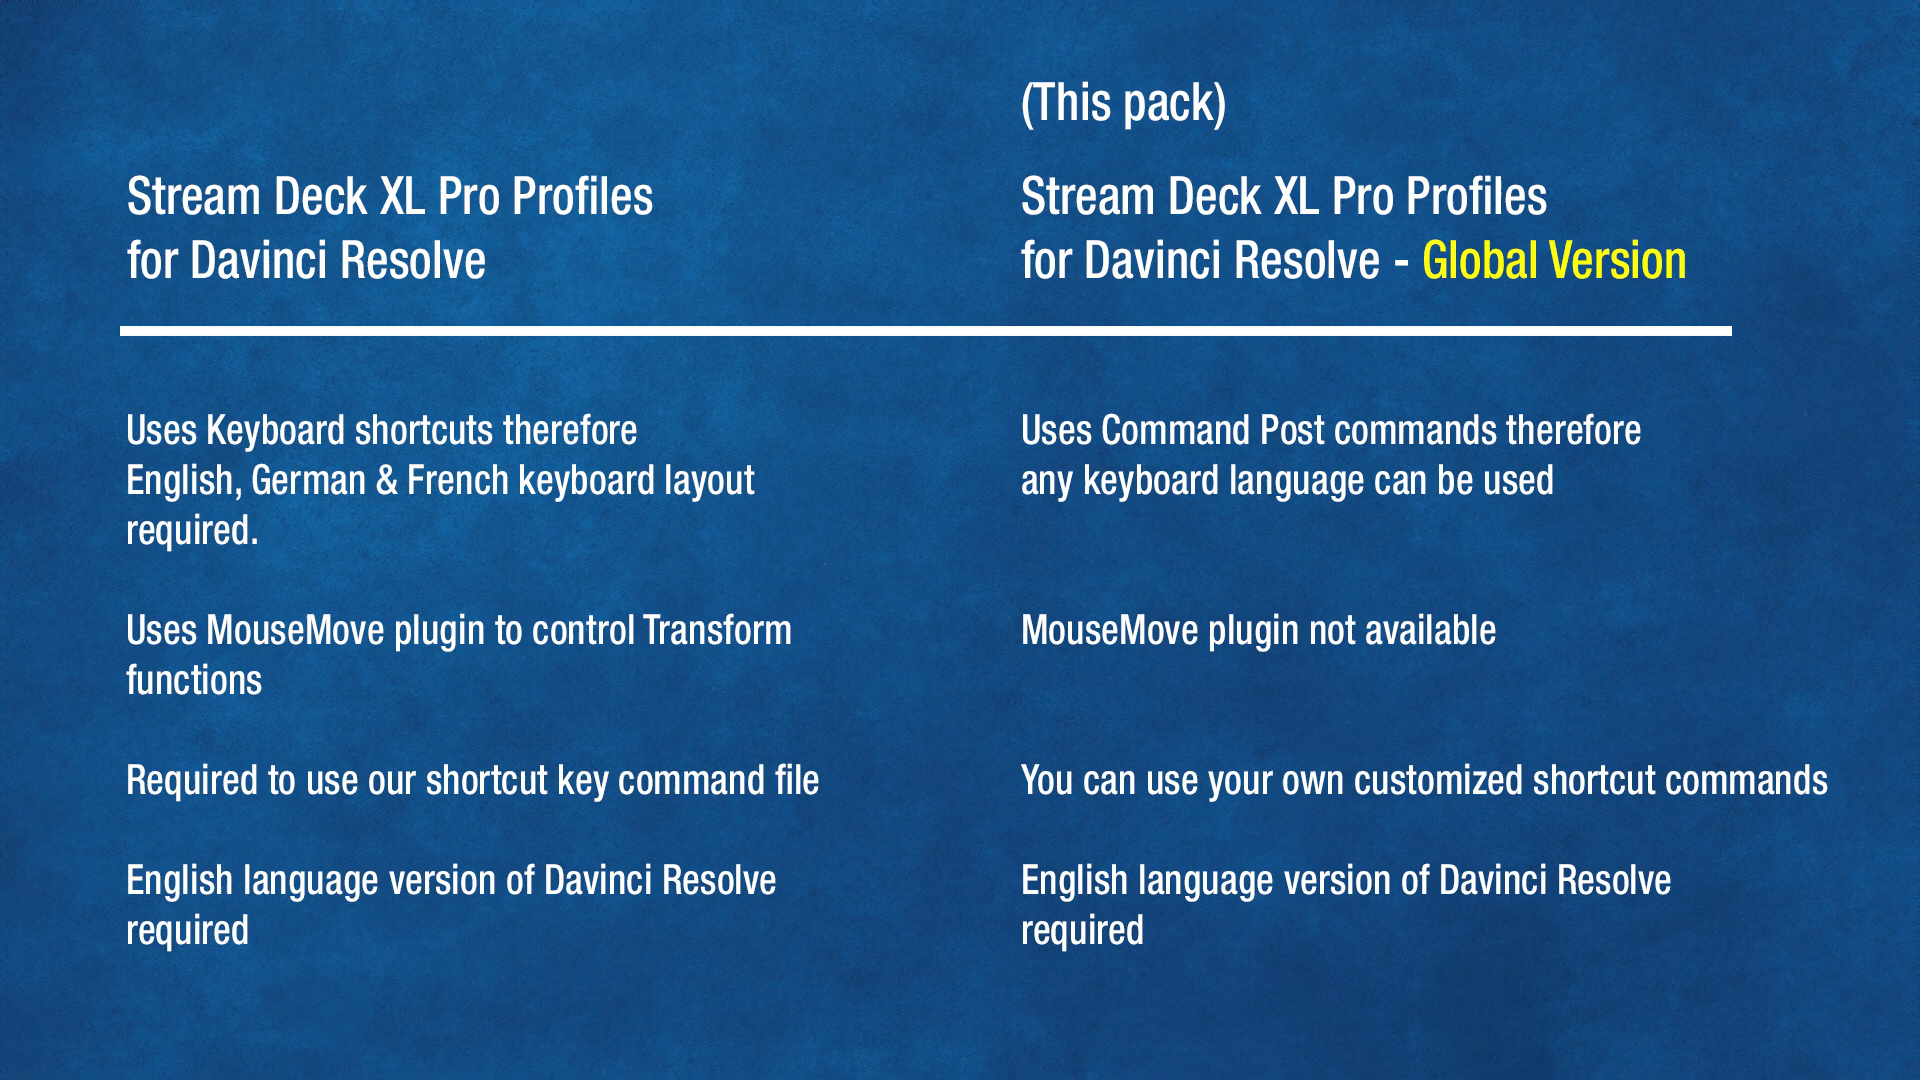 Stream Deck XL Pro Profiles
for Davinci Resolve
Uses Keyboard shortcuts therefore
English, German & French keyboard layout
required.
Uses MouseMove plugin to control Transform
functions
Required to use our shortcut key command file
English language version of Davinci Resolve
required
(This pack)
Stream Deck XL Pro Profiles
for Davinci Resolve - Global Version
Uses Command Post commands therefore
any keyboard language can be used
MouseMove plugin not available
You can use your own customized shortcut commands
English language version of Davinci Resolve
required